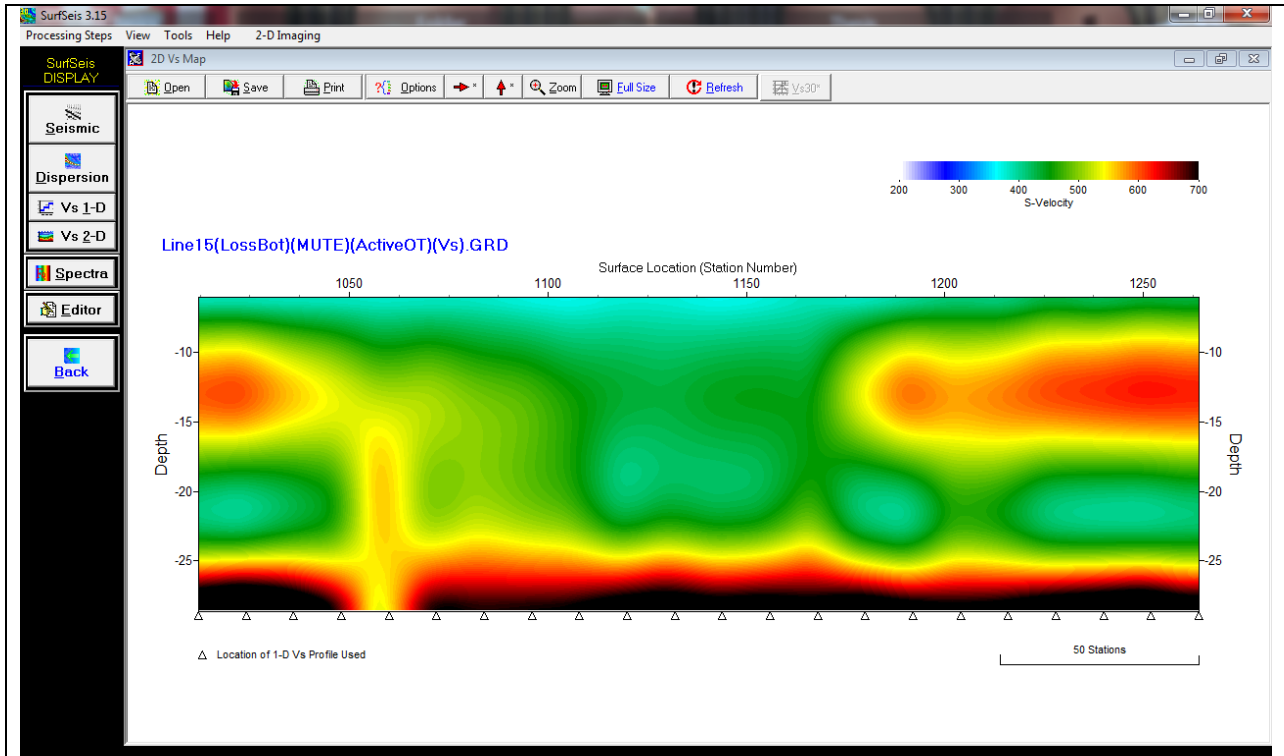 SurfSeis 3.15
Processing Steps View Tools Help 2-D Imaging
SurfSeis
DISPLAY
2D Vs Map
Open Save Print Options Zoom Full Size Refresh Vs30"
Seismic
Dispersion
Vs 1-D
Vs 2-D
Spectra
Editor
Back
200 300 400 500 600 700
S-Velocity
Line15(LossBot)(MUTE)(ActiveOT)(Vs).GRD
Surface Location (Station Number)
1050 1100 1150 1200 1250
-10 -10
-15 -15
Depth Depth
-20 -20
-25 -25
Location of 1-D Vs Profile Used
50 Stations